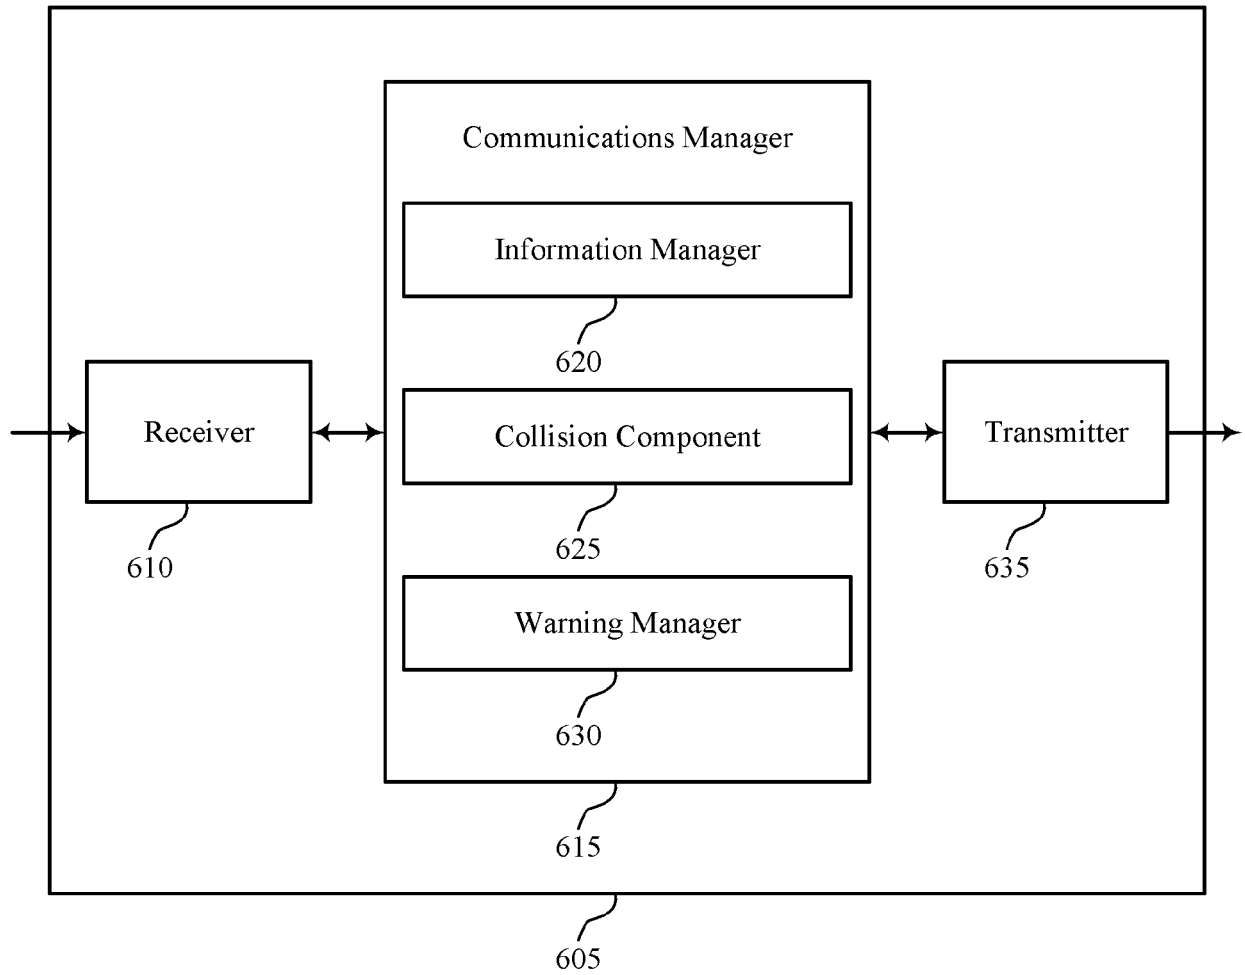 Communications Manager
Information Manager
620
Receiver
610
Collision Component
625
Transmitter
635
Warning Manager
630
615
605